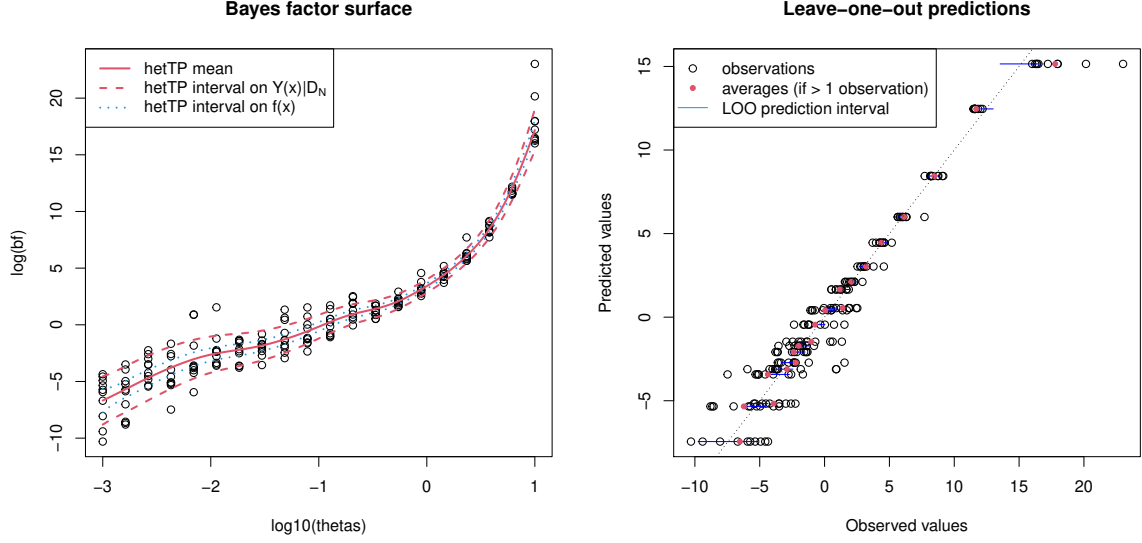 Bayes factor surface
hetTP mean
hetTP interval on Y(x)|D_N
hetTP interval on f(x)
20
15
10
5
0
−5
−10
log(bf)
−3
−2
−1
0
1
log10(thetas)
Leave−one−out predictions
observations
averages (if > 1 observation)
LOO prediction interval
15
10
5
0
−5
Predicted values
−10
−5
0
5
10
15
20
Observed values